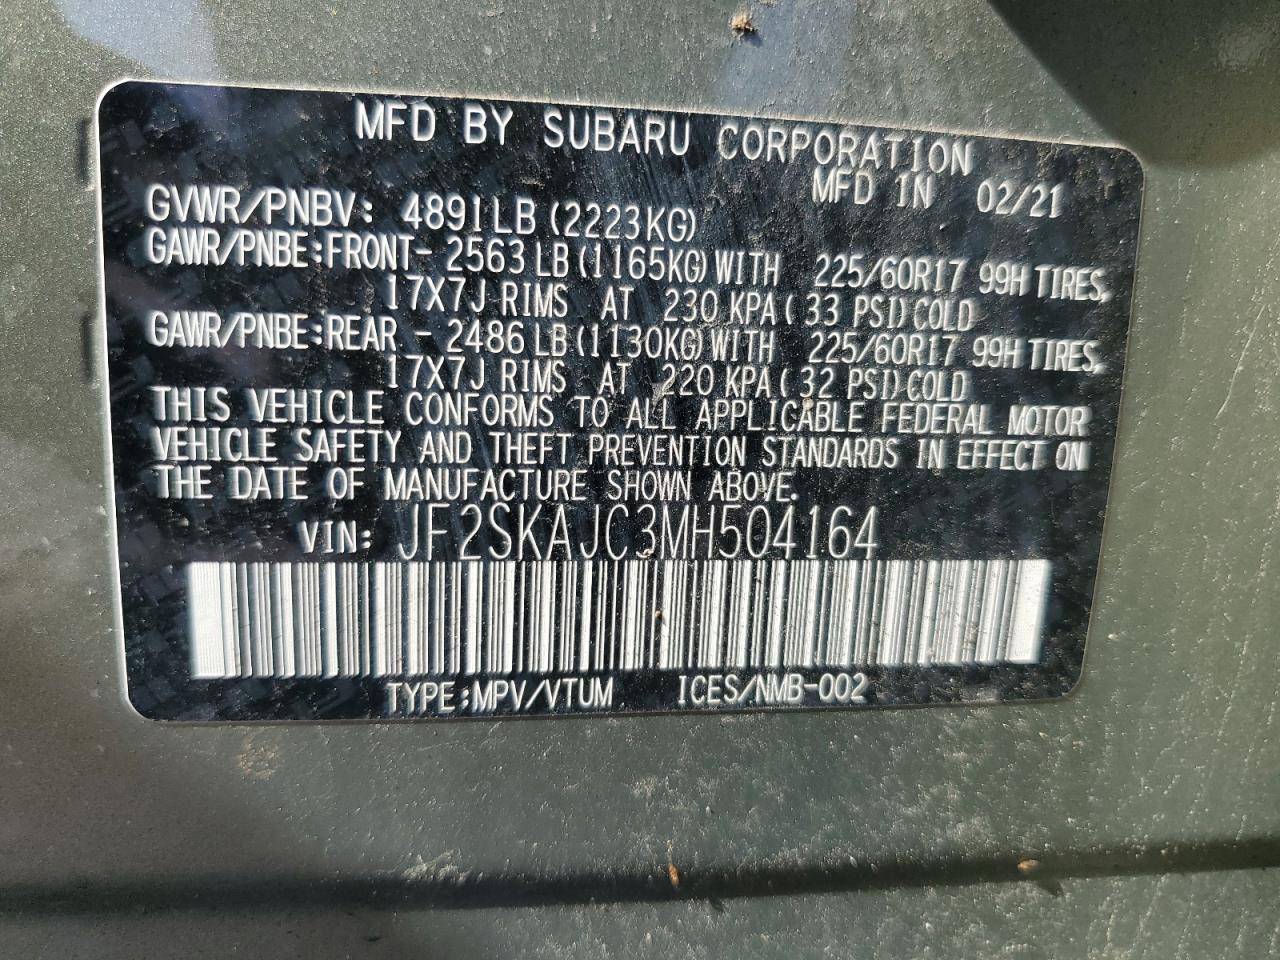 MFD BY SUBARU CORPORATION
MFD IN 02/21
GVWR/PNBV: 4891LB (2223KG)
GAWR/PNBE:FRONT- 2563 LB (1165KG) WITH 225/60R17 99H TIRES,
17X7J RIMS AT 230 KPA ( 33 PSI) COLD
GAWR/PNBE:REAR - 2486 LB (1130KG) WITH 225/60R17 99H TIRES,
17X7J RIMS AT 220 KPA ( 32 PSI) COLD
THIS VEHICLE CONFORMS TO ALL APPLICABLE FEDERAL MOTOR
VEHICLE SAFETY AND THEFT PREVENTION STANDARDS IN EFFECT ON
THE DATE OF MANUFACTURE SHOWN ABOVE.
VIN: JF2SKAJC3MH504164
TYPE:MPV/VTUM ICES/NMB-002